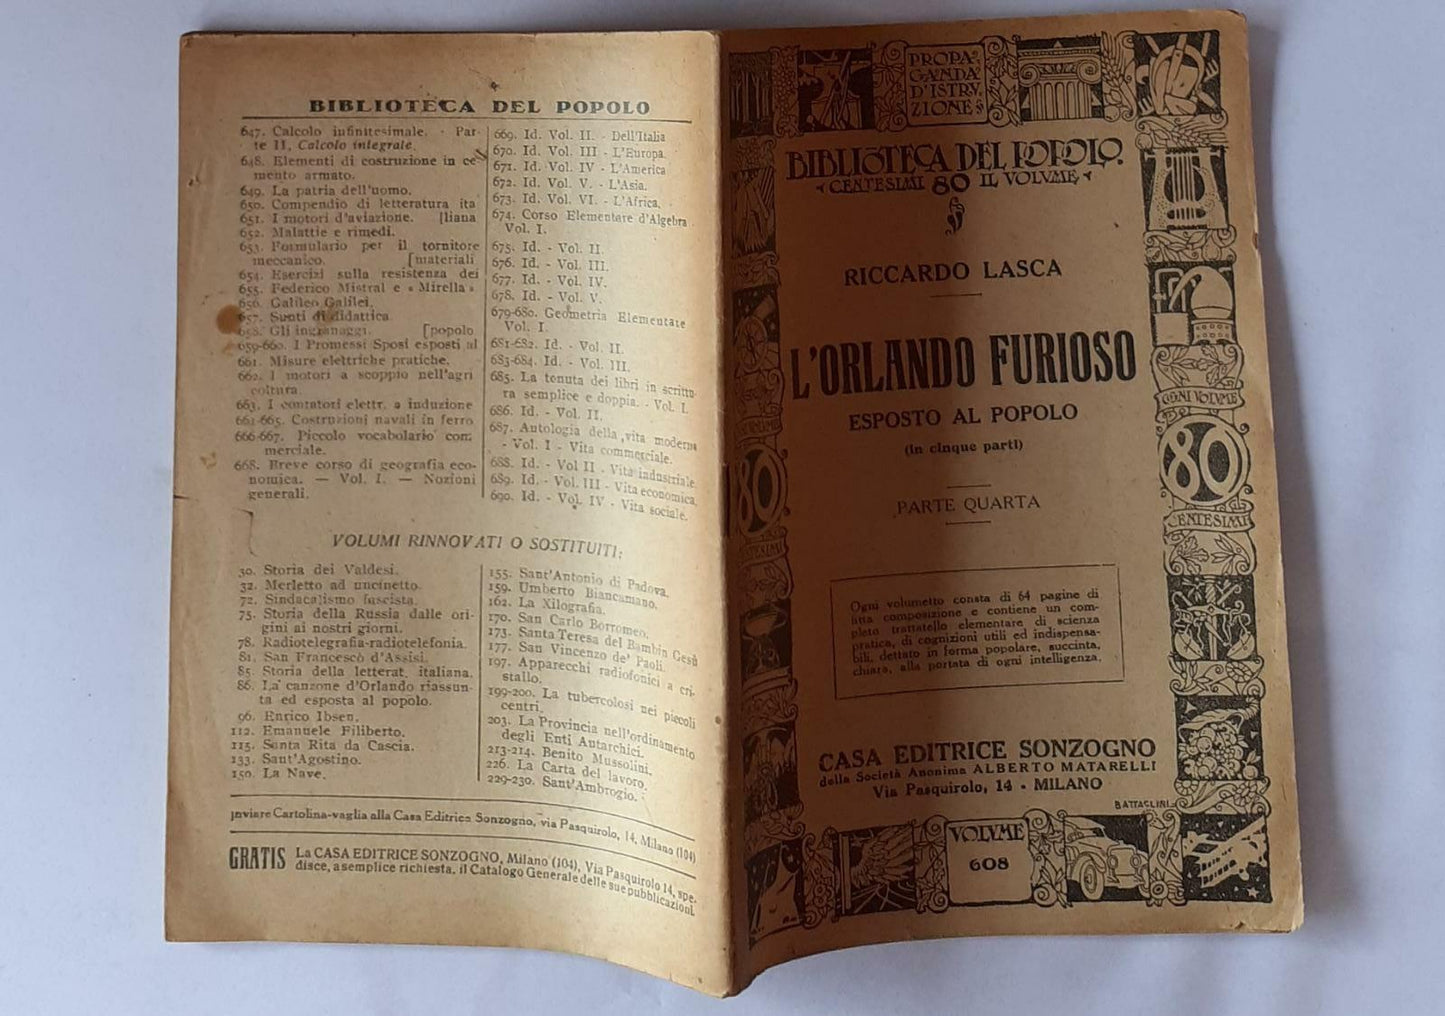 BIBLIOTECA DEL POPOLO
647. Calcolo infinitesimale. - Par-
te II, Calcolo integrale.
648. Elementi di costruzione in ce
mento armato.
649. La patria dell'uomo.
650. Compendio di letteratura ita
651. I motori d'aviazione. [liana
652. Malattie e rimedi.
653. Formulario per il tornitore
meccanico. [materiali
654. Esercizi sulla resistenza dei
655. Federico Mistral e « Mirella »
656. Galileo Galilei.
657. Sunti di didattica
658. Gli ingranaggi. [popolo
659-660. I Promessi Sposi esposti al
661. Misure elettriche pratiche.
662. I motori a scoppio nell'agri
coltura.
663. I contatori elettr. a induzione
664-665. Costruzioni navali in ferro
666-667. Piccolo vocabolario com
merciale.
668. Breve corso di geografia eco-
nomica. — Vol. I. — Nozioni
generali.
669. Id. Vol. II. - Dell'Italia
670. Id. Vol. III - L'Europa.
671. Id. Vol. IV - L'America
672. Id. Vol. V. - L'Asia.
673. Id. Vol. VI. - L'Africa.
674. Corso Elementare d'Algebra
Vol. I.
675. Id. - Vol. II.
676. Id. - Vol. III.
677. Id. - Vol. IV.
678. Id. - Vol. V.
679-680. Geometria Elementare
Vol. I.
681-682. Id. - Vol. II.
683-684. Id. - Vol. III.
685. La tenuta dei libri in scrittu-
ra semplice e doppia. - Vol. I.
686. Id. - Vol. II.
687. Autologia della vita moderna
- Vol. I - Vita commerciale.
688. Id. - Vol II - Vita industriale.
689. Id. - Vol. III - Vita economica.
690. Id. - Vol. IV - Vita sociale.
VOLUMI RINNOVATI O SOSTITUITI:
30. Storia dei Valdesi.
32. Merletto ad uncinetto.
72. Sindacalismo fascista.
75. Storia della Russia dalle ori-
gini ai nostri giorni.
78. Radiotelegrafia-radiotelefonia.
81. San Francesco d'Assisi.
85. Storia della letterat. italiana.
86. La canzone d'Orlando riassun-
ta ed esposta al popolo.
96. Enrico Ibsen.
112. Emanuele Filiberto.
115. Santa Rita da Cascia.
133. Sant'Agostino.
150. La Nave.
155. Sant'Antonio di Padova.
159. Umberto Biancamano.
162. La Xilografia.
170. San Carlo Borromeo.
173. Santa Teresa del Bambin Gesù
177. San Vincenzo de' Paoli.
197. Apparecchi radiofonici a cri-
stallo.
199-200. La tubercolosi nei piccoli
centri.
203. La Provincia nell'ordinamento
degli Enti Autarchici.
213-214. Benito Mussolini.
226. La Carta del lavoro.
229-230. Sant'Ambrogio.
Inviare Cartolina-vaglia alla Casa Editrice Sonzogno, via Pasquirolo, 14, Milano (104)
GRATIS La CASA EDITRICE SONZOGNO, Milano (104), Via Pasquirolo 14, spe-
disce, a semplice richiesta, il Catalogo Generale delle sue pubblicazioni.
PROPA-
GANDA
D'ISTRV-
ZIONE
BIBLIOTECA DEL POPOLO.
CENTESIMI 80 IL VOLVME
RICCARDO LASCA
L'ORLANDO FURIOSO
ESPOSTO AL POPOLO
(in cinque parti)
PARTE QUARTA
Ogni volumetto consta di 64 pagine di
fitta composizione e contiene un com-
pleto trattatello elementare di scienza
pratica, di cognizioni utili ed indispensa-
bili, dettato in forma popolare, succinta,
chiara, alla portata di ogni intelligenza.
CASA EDITRICE SONZOGNO
della Società Anonima ALBERTO MATARELLI
Via Pasquirolo, 14 - MILANO
BATTAGLINI
VOLVME
608
OGNI VOLVME
80
CENTESIMI
80
CENTESIMI